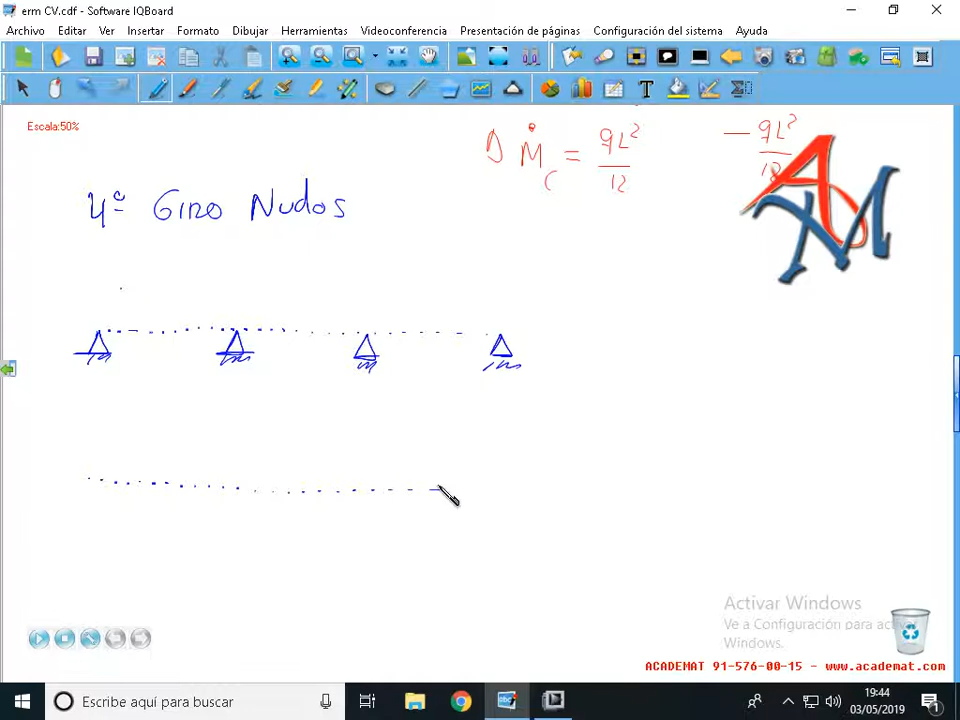 erm CV.cdf - Software IQBoard
Archivo Editar Ver Insertar Formato Dibujar Herramientas Videoconferencia Presentación de páginas Configuración del sistema Ayuda
Escala:50%
Δ M°C = qL²/12 - qL²/12
4º Giro Nudos
Activar Windows
Ve a Configuración para activ
Windows.
ACADEMAT 91-576-00-15 - www.academat.com
Escribe aquí para buscar
19:44
03/05/2019
1